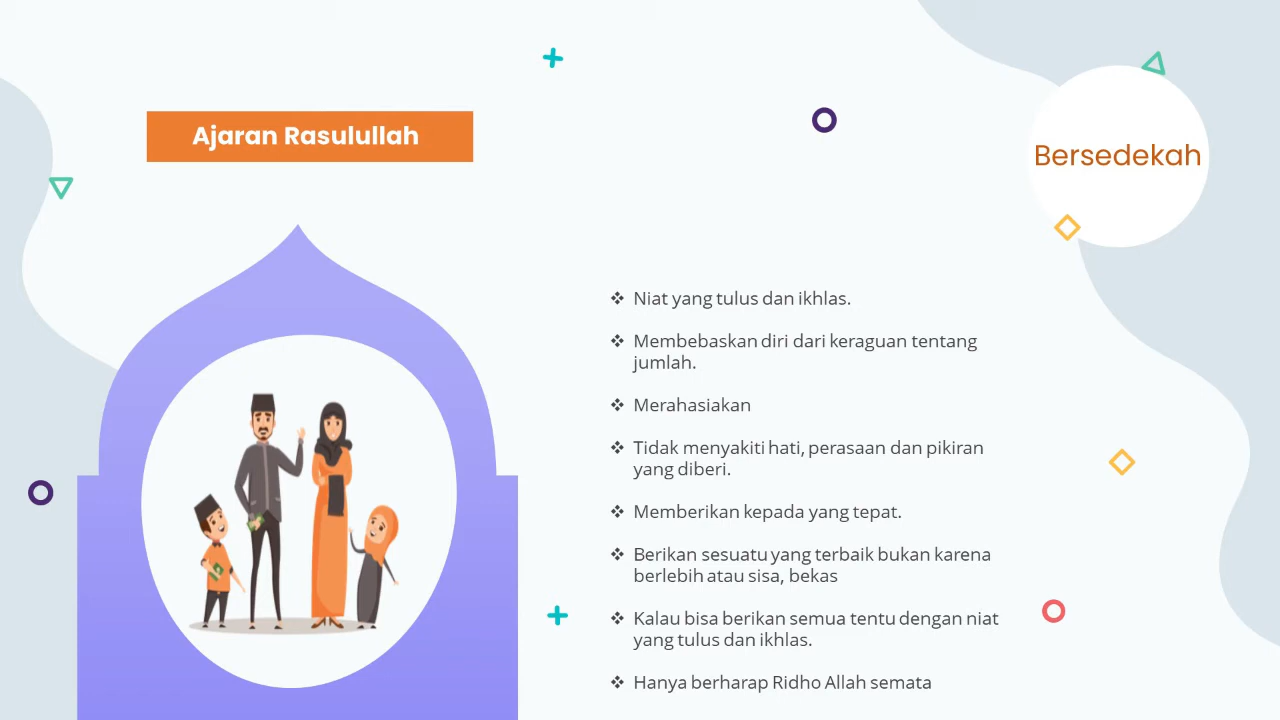 Ajaran Rasulullah
Bersedekah
❖ Niat yang tulus dan ikhlas.
❖ Membebaskan diri dari keraguan tentang
jumlah.
❖ Merahasiakan
❖ Tidak menyakiti hati, perasaan dan pikiran
yang diberi.
❖ Memberikan kepada yang tepat.
❖ Berikan sesuatu yang terbaik bukan karena
berlebih atau sisa, bekas
❖ Kalau bisa berikan semua tentu dengan niat
yang tulus dan ikhlas.
❖ Hanya berharap Ridho Allah semata